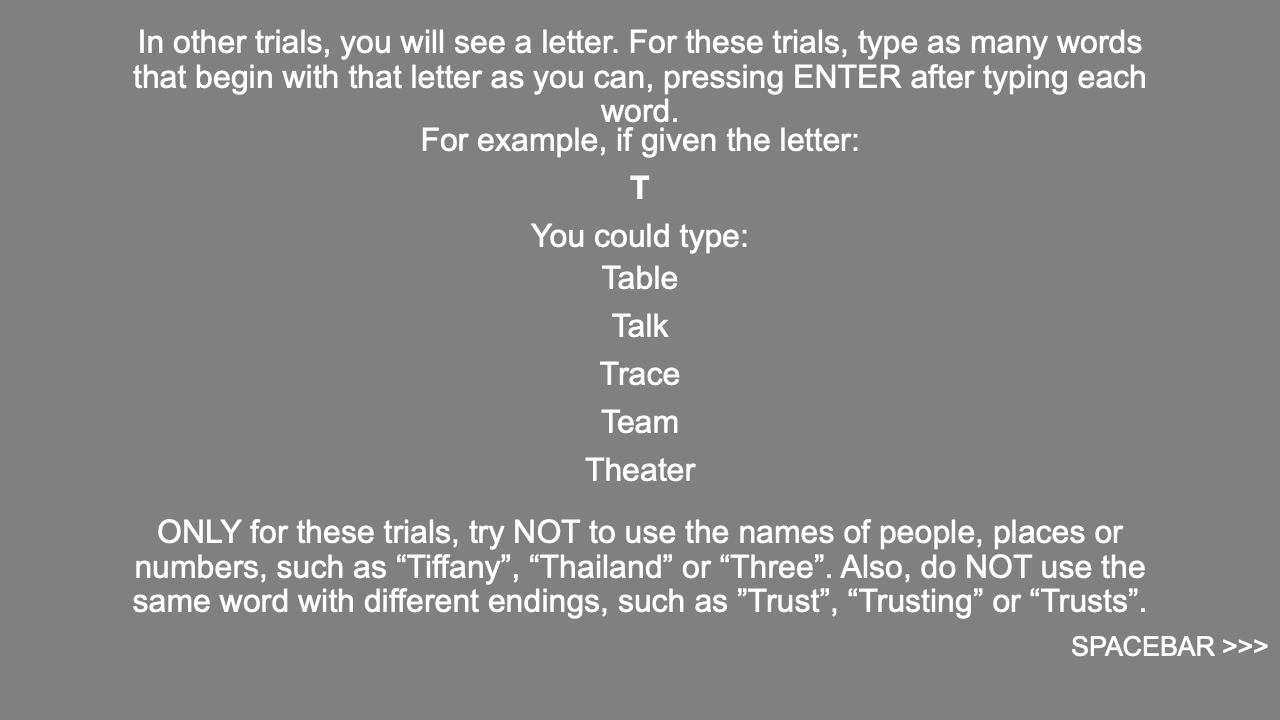 In other trials, you will see a letter. For these trials, type as many words
that begin with that letter as you can, pressing ENTER after typing each
word.
For example, if given the letter:
T
You could type:
Table
Talk
Trace
Team
Theater
ONLY for these trials, try NOT to use the names of people, places or
numbers, such as “Tiffany”, “Thailand” or “Three”. Also, do NOT use the
same word with different endings, such as ”Trust”, “Trusting” or “Trusts”.
SPACEBAR >>>